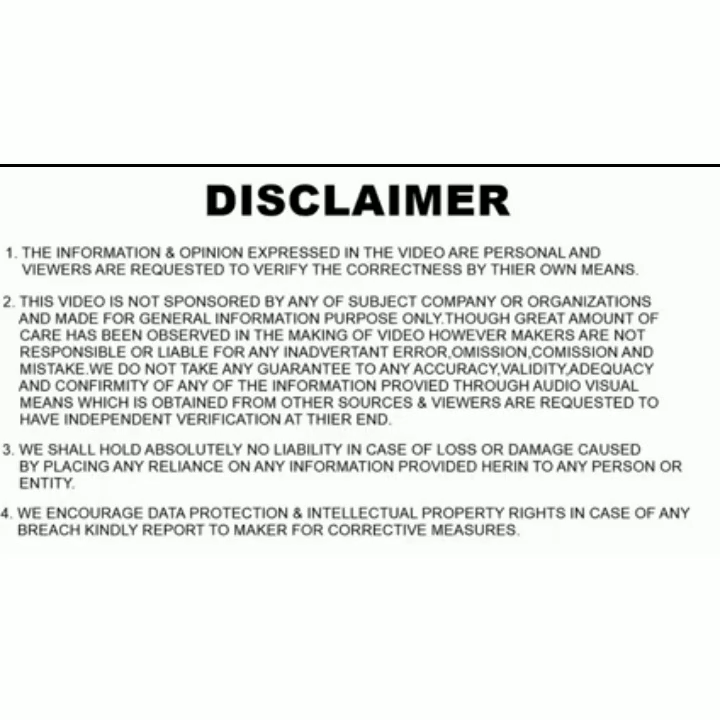 DISCLAIMER
1. THE INFORMATION & OPINION EXPRESSED IN THE VIDEO ARE PERSONAL AND
VIEWERS ARE REQUESTED TO VERIFY THE CORRECTNESS BY THIER OWN MEANS.
2. THIS VIDEO IS NOT SPONSORED BY ANY OF SUBJECT COMPANY OR ORGANIZATIONS
AND MADE FOR GENERAL INFORMATION PURPOSE ONLY.THOUGH GREAT AMOUNT OF
CARE HAS BEEN OBSERVED IN THE MAKING OF VIDEO HOWEVER MAKERS ARE NOT
RESPONSIBLE OR LIABLE FOR ANY INADVERTANT ERROR,OMISSION,COMISSION AND
MISTAKE.WE DO NOT TAKE ANY GUARANTEE TO ANY ACCURACY,VALIDITY,ADEQUACY
AND CONFIRMITY OF ANY OF THE INFORMATION PROVIED THROUGH AUDIO VISUAL
MEANS WHICH IS OBTAINED FROM OTHER SOURCES & VIEWERS ARE REQUESTED TO
HAVE INDEPENDENT VERIFICATION AT THIER END.
3. WE SHALL HOLD ABSOLUTELY NO LIABILITY IN CASE OF LOSS OR DAMAGE CAUSED
BY PLACING ANY RELIANCE ON ANY INFORMATION PROVIDED HERIN TO ANY PERSON OR
ENTITY.
4. WE ENCOURAGE DATA PROTECTION & INTELLECTUAL PROPERTY RIGHTS IN CASE OF ANY
BREACH KINDLY REPORT TO MAKER FOR CORRECTIVE MEASURES.